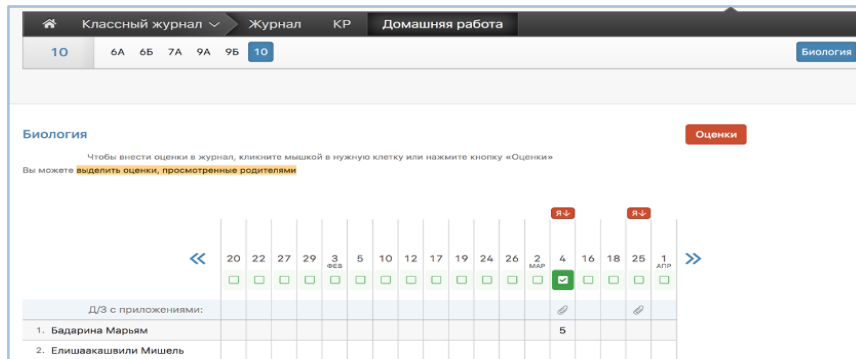 Классный журнал Журнал КР Домашняя работа
10 6А 6Б 7А 9А 9Б 10 Биология
Биология Оценки
Чтобы внести оценки в журнал, кликните мышкой в нужную клетку или нажмите кнопку «Оценки»
Вы можете выделить оценки, просмотренные родителями
Я↓ Я↓
« 20 22 27 29 3 5 10 12 17 19 24 26 2 4 16 18 25 1 »
ФЕВ МАР АПР
Д/З с приложениями:
1. Бадарина Марьям 5
2. Елишаакашвили Мишель